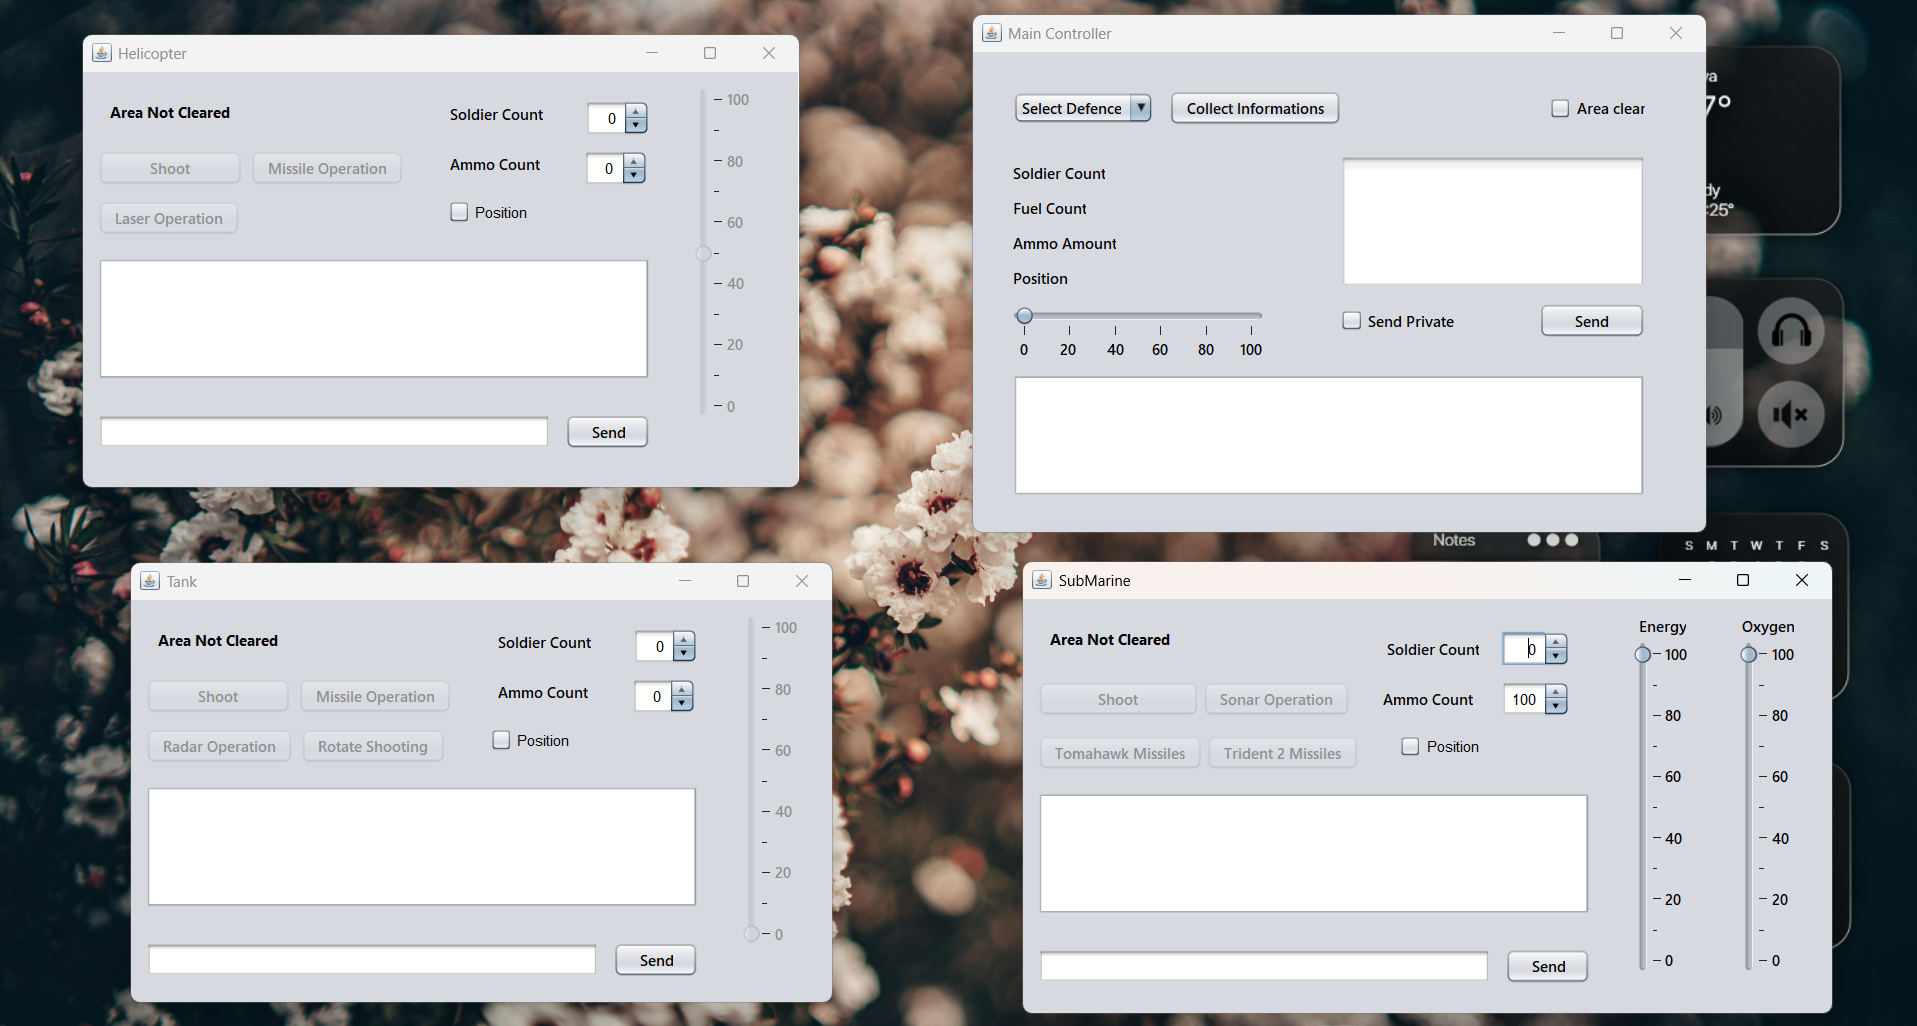 Helicopter
Area Not Cleared
Soldier Count
0
Shoot
Missile Operation
Ammo Count
0
Laser Operation
Position
100
80
60
40
20
0
Send
Main Controller
Select Defence
Collect Informations
Area clear
Soldier Count
Fuel Count
Ammo Amount
Position
0 20 40 60 80 100
Send Private
Send
Tank
Area Not Cleared
Soldier Count
0
Shoot
Missile Operation
Ammo Count
0
Radar Operation
Rotate Shooting
Position
100
80
60
40
20
0
Send
SubMarine
Area Not Cleared
Soldier Count
0
Shoot
Sonar Operation
Ammo Count
100
Tomahawk Missiles
Trident 2 Missiles
Position
Energy
100
80
60
40
20
0
Oxygen
100
80
60
40
20
0
Send
7°
25°
Notes
S M T W T F S